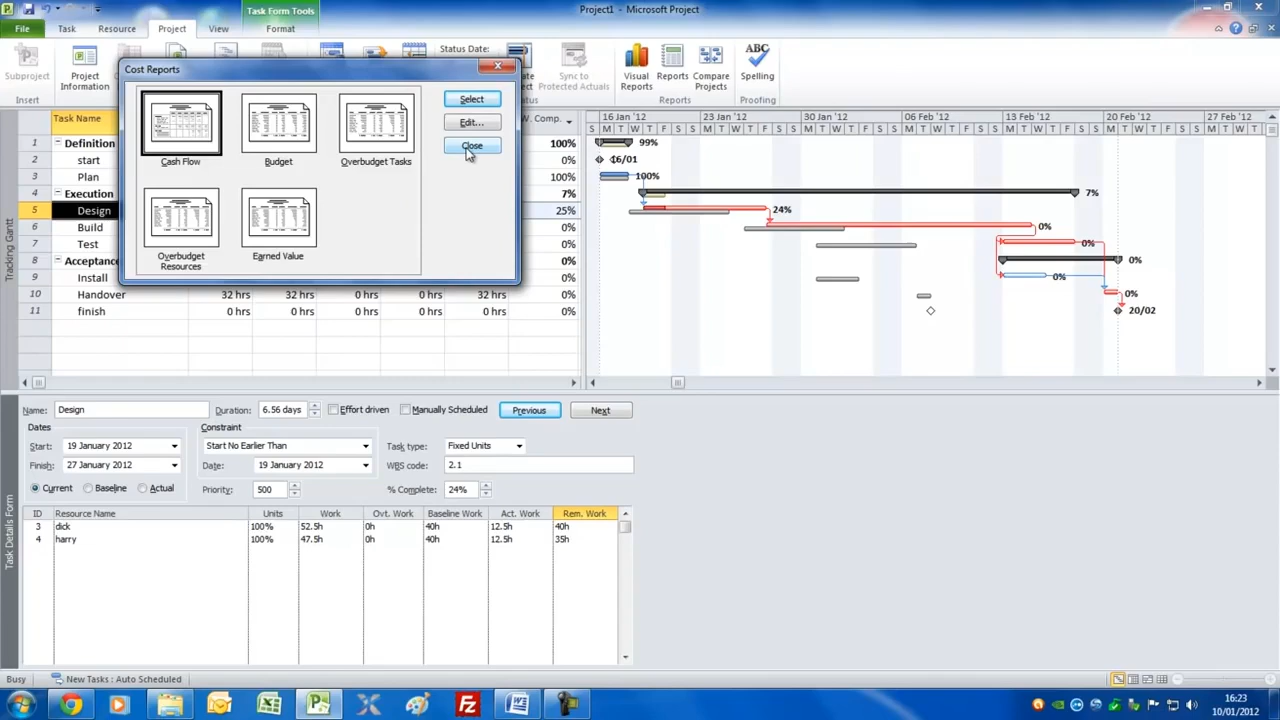 Task Form Tools
Project1 - Microsoft Project
File Task Resource Project View Format
Subproject
Insert
Project
Information
Status Date:
Sync to
Protected Actuals
Visual
Reports
Reports
Compare
Projects
Reports
ABC
Spelling
Proofing
Cost Reports
Cash Flow
Budget
Overbudget Tasks
Overbudget
Resources
Earned Value
Select
Edit...
Close
Task Name
W. Comp.
16 Jan '12 23 Jan '12 30 Jan '12 06 Feb '12 13 Feb '12 20 Feb '12 27 Feb '12
S M T W T F S S M T W T F S S M T W T F S S M T W T F S S M T W T F S S M T W T F S S M T W T F
1 Definition 100% 99%
2 start 0% 16/01
3 Plan 100% 100%
4 Execution 7% 7%
5 Design 25% 24%
6 Build 0% 0%
7 Test 0% 0%
8 Acceptanc 0% 0%
9 Install 0% 0%
10 Handover 32 hrs 32 hrs 0 hrs 0 hrs 32 hrs 0% 0%
11 finish 0 hrs 0 hrs 0 hrs 0 hrs 0 hrs 0% 20/02
Tracking Gantt
Name: Design Duration: 6.56 days Effort driven Manually Scheduled Previous Next
Dates Constraint
Start: 19 January 2012 Start No Earlier Than Task type: Fixed Units
Finish: 27 January 2012 Date: 19 January 2012 WBS code: 2.1
Current Baseline Actual Priority: 500 % Complete: 24%
ID Resource Name Units Work Ovt. Work Baseline Work Act. Work Rem. Work
3 dick 100% 52.5h 0h 40h 12.5h 40h
4 harry 100% 47.5h 0h 40h 12.5h 35h
Task Details Form
Busy New Tasks : Auto Scheduled
16:23
10/01/2012